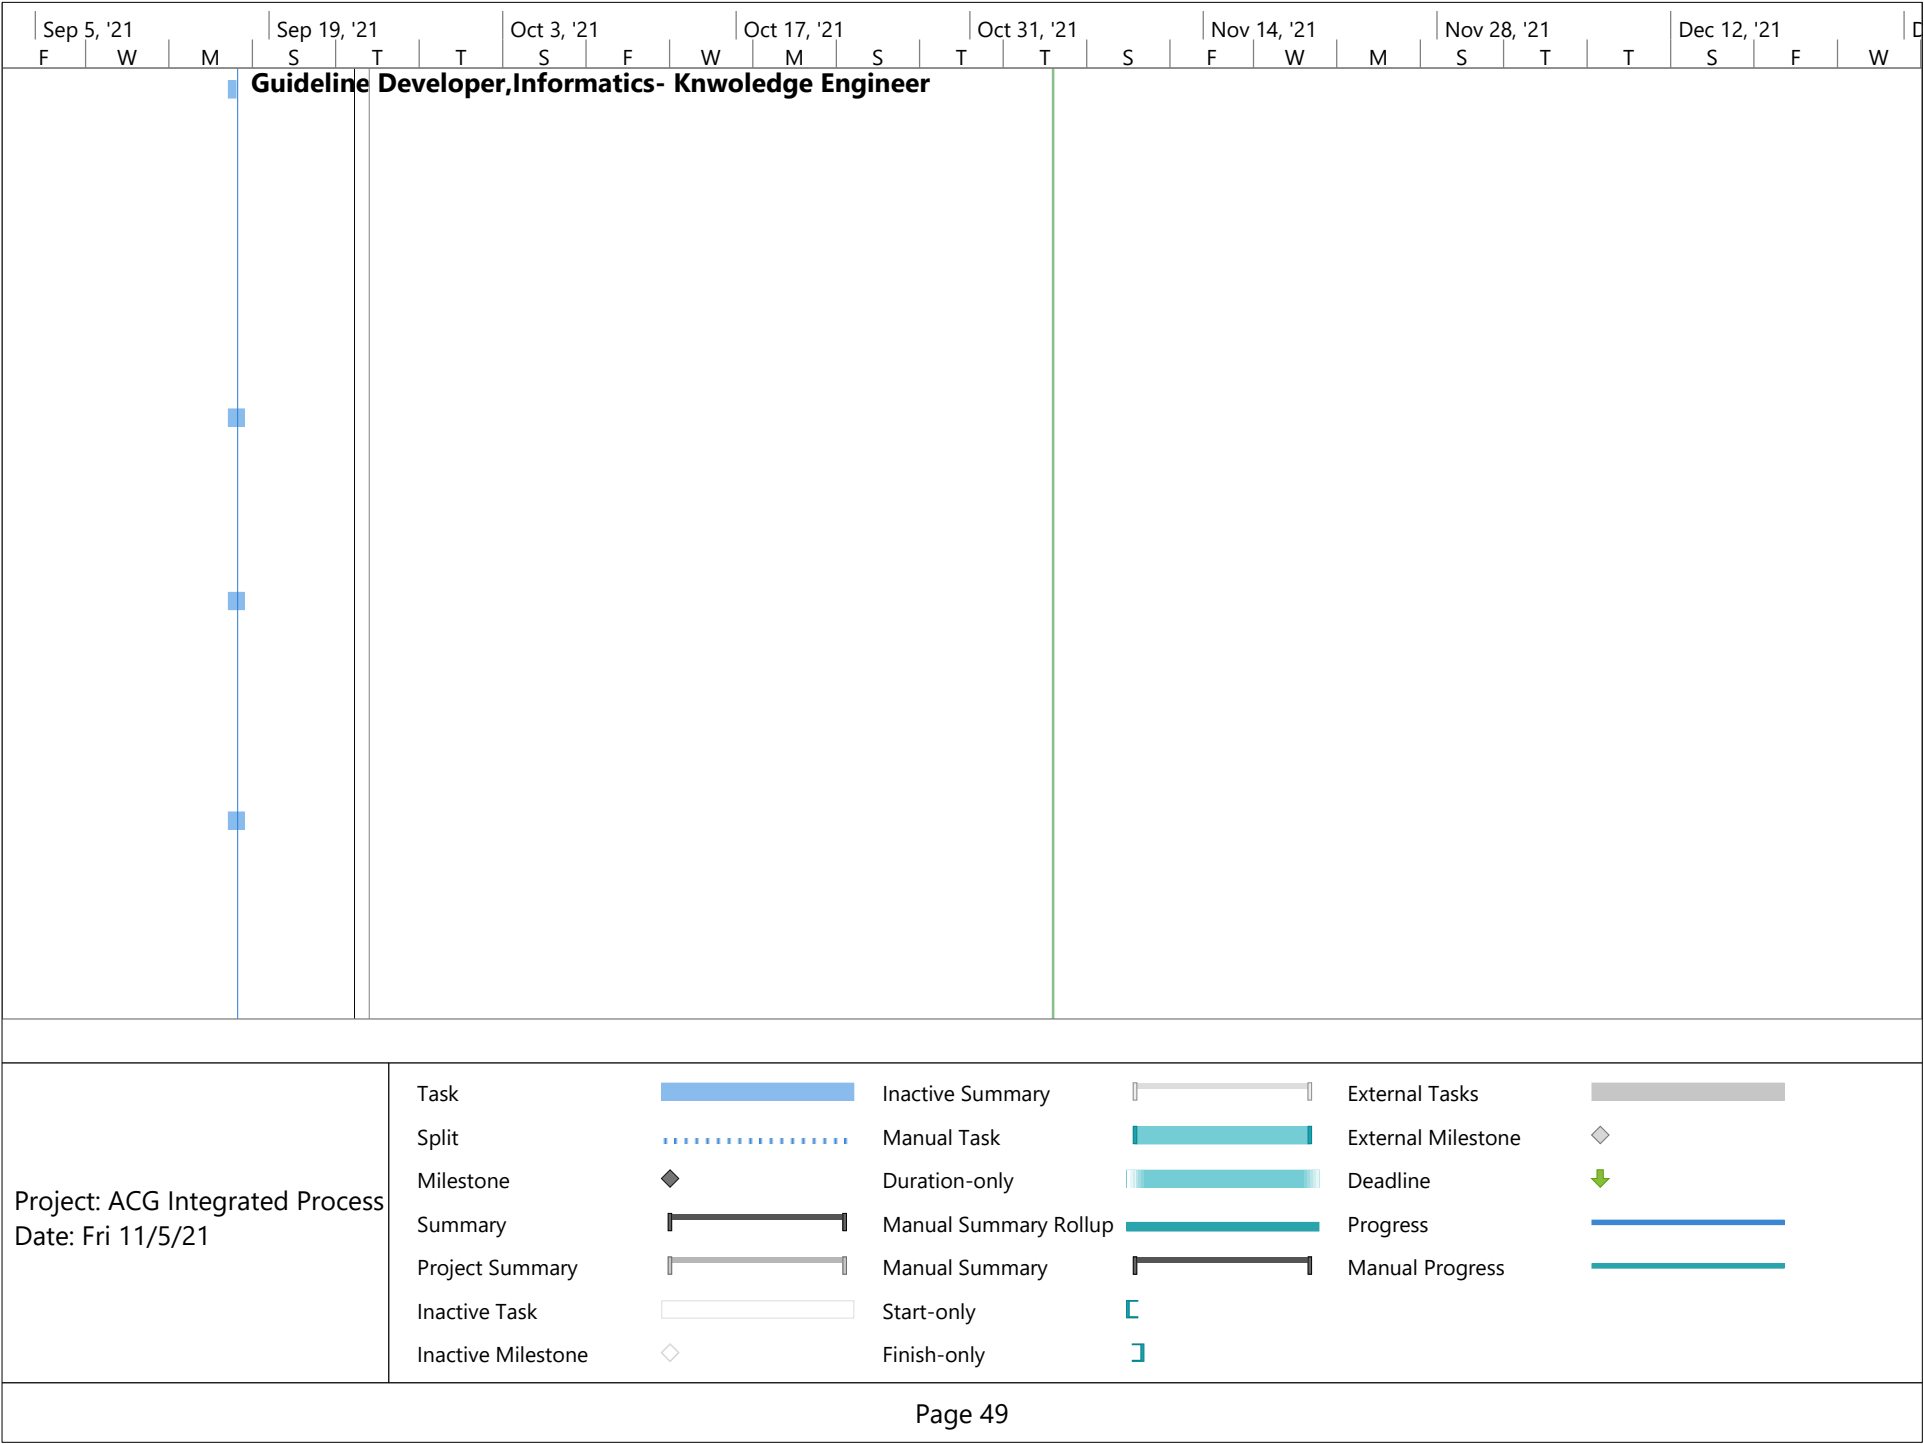 Sep 5, '21 Sep 19, '21 Oct 3, '21 Oct 17, '21 Oct 31, '21 Nov 14, '21 Nov 28, '21 Dec 12, '21
F W M S T T S F W M S T T S F W M S T T S F W
Guideline Developer,Informatics- Knwoledge Engineer
Project: ACG Integrated Process
Date: Fri 11/5/21
Task
Split
Milestone
Summary
Project Summary
Inactive Task
Inactive Milestone
Inactive Summary
Manual Task
Duration-only
Manual Summary Rollup
Manual Summary
Start-only
Finish-only
External Tasks
External Milestone
Deadline
Progress
Manual Progress
Page 49